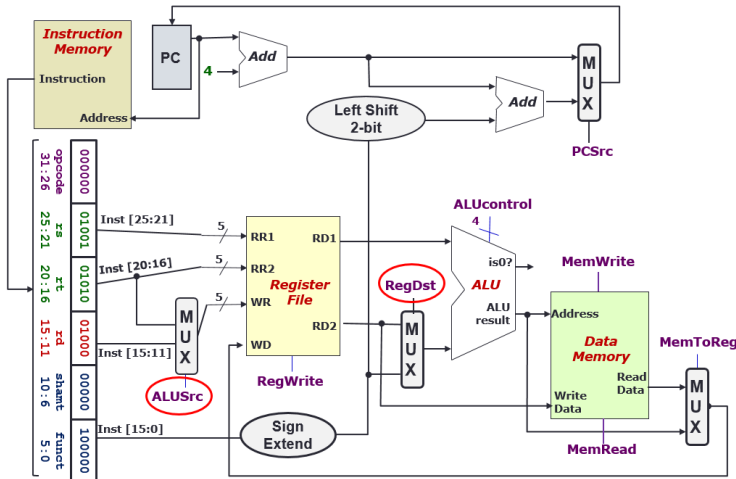 Instruction
Memory
Instruction
Address
PC
4
Add
Left Shift
2-bit
Add
MUX
PCSrc
opcode
31:26
000000
rs
25:21
01001
rt
20:16
01010
rd
15:11
01000
shamt
10:6
00000
funct
5:0
100000
Inst [25:21]
Inst [20:16]
Inst [15:11]
Inst [15:0]
5
5
5
MUX
ALUSrc
RR1
RR2
WR
WD
RD1
RD2
Register
File
RegWrite
Sign
Extend
RegDst
MUX
ALUcontrol
4
is0?
ALU
ALU
result
MemWrite
Address
Data
Memory
Read
Data
Write
Data
MemRead
MemToReg
MUX